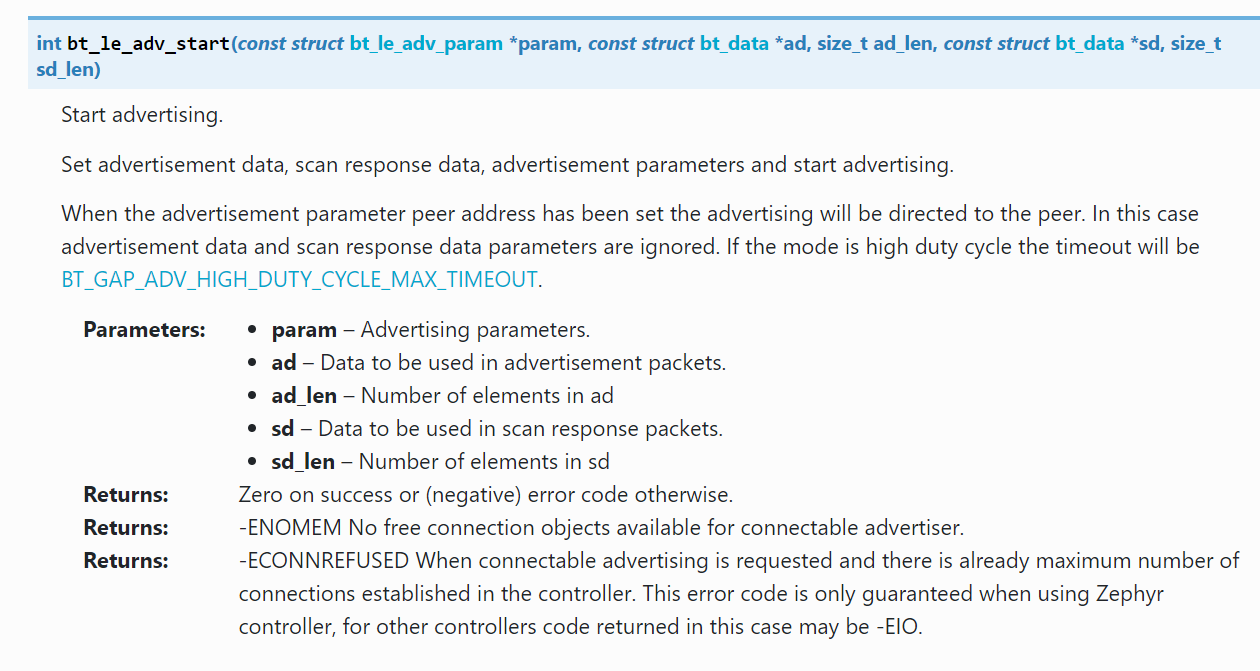 int bt_le_adv_start(const struct bt_le_adv_param *param, const struct bt_data *ad, size_t ad_len, const struct bt_data *sd, size_t
sd_len)
Start advertising.
Set advertisement data, scan response data, advertisement parameters and start advertising.
When the advertisement parameter peer address has been set the advertising will be directed to the peer. In this case
advertisement data and scan response data parameters are ignored. If the mode is high duty cycle the timeout will be
BT_GAP_ADV_HIGH_DUTY_CYCLE_MAX_TIMEOUT.
Parameters: • param – Advertising parameters.
• ad – Data to be used in advertisement packets.
• ad_len – Number of elements in ad
• sd – Data to be used in scan response packets.
• sd_len – Number of elements in sd
Returns: Zero on success or (negative) error code otherwise.
Returns: -ENOMEM No free connection objects available for connectable advertiser.
Returns: -ECONNREFUSED When connectable advertising is requested and there is already maximum number of
connections established in the controller. This error code is only guaranteed when using Zephyr
controller, for other controllers code returned in this case may be -EIO.